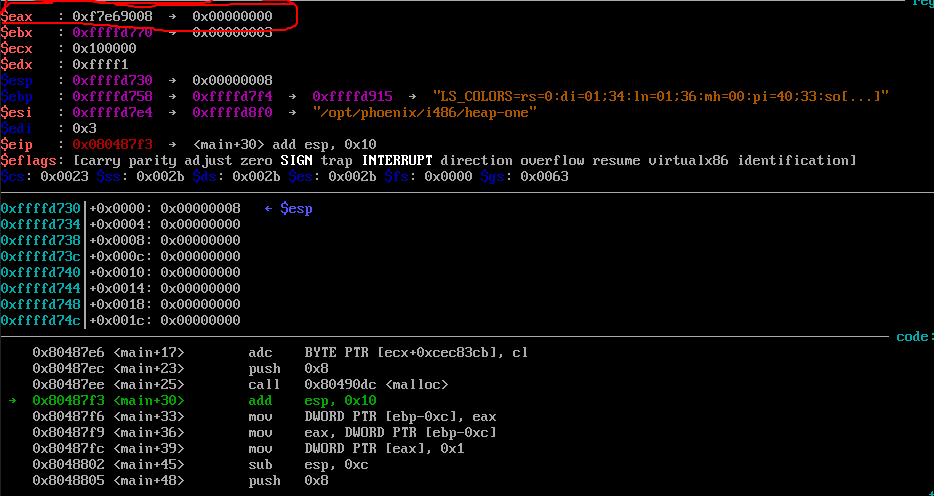 reg
$eax   : 0xf7e69008 → 0x00000000
$ebx   : 0xffffd770 → 0x00000003
$ecx   : 0x100000
$edx   : 0xffff1
$esp   : 0xffffd730 → 0x00000008
$ebp   : 0xffffd758 → 0xffffd7f4 → 0xffffd915 → "LS_COLORS=rs=0:di=01;34:ln=01;36:mh=00:pi=40;33:so[...]"
$esi   : 0xffffd7e4 → 0xffffd8f0 → "/opt/phoenix/i486/heap-one"
$edi   : 0x3
$eip   : 0x080487f3 → <main+30> add esp, 0x10
$eflags: [carry parity adjust zero SIGN trap INTERRUPT direction overflow resume virtualx86 identification]
$cs: 0x0023 $ss: 0x002b $ds: 0x002b $es: 0x002b $fs: 0x0000 $gs: 0x0063
0xffffd730|+0x0000: 0x00000008   ← $esp
0xffffd734|+0x0004: 0x00000000
0xffffd738|+0x0008: 0x00000000
0xffffd73c|+0x000c: 0x00000000
0xffffd740|+0x0010: 0x00000000
0xffffd744|+0x0014: 0x00000000
0xffffd748|+0x0018: 0x00000000
0xffffd74c|+0x001c: 0x00000000
code:
0x80487e6 <main+17>        adc    BYTE PTR [ecx+0xcec83cb], cl
0x80487ec <main+23>        push   0x8
0x80487ee <main+25>        call   0x80490dc <malloc>
→  0x80487f3 <main+30>        add    esp, 0x10
0x80487f6 <main+33>        mov    DWORD PTR [ebp-0xc], eax
0x80487f9 <main+36>        mov    eax, DWORD PTR [ebp-0xc]
0x80487fc <main+39>        mov    DWORD PTR [eax], 0x1
0x8048802 <main+45>        sub    esp, 0xc
0x8048805 <main+48>        push   0x8